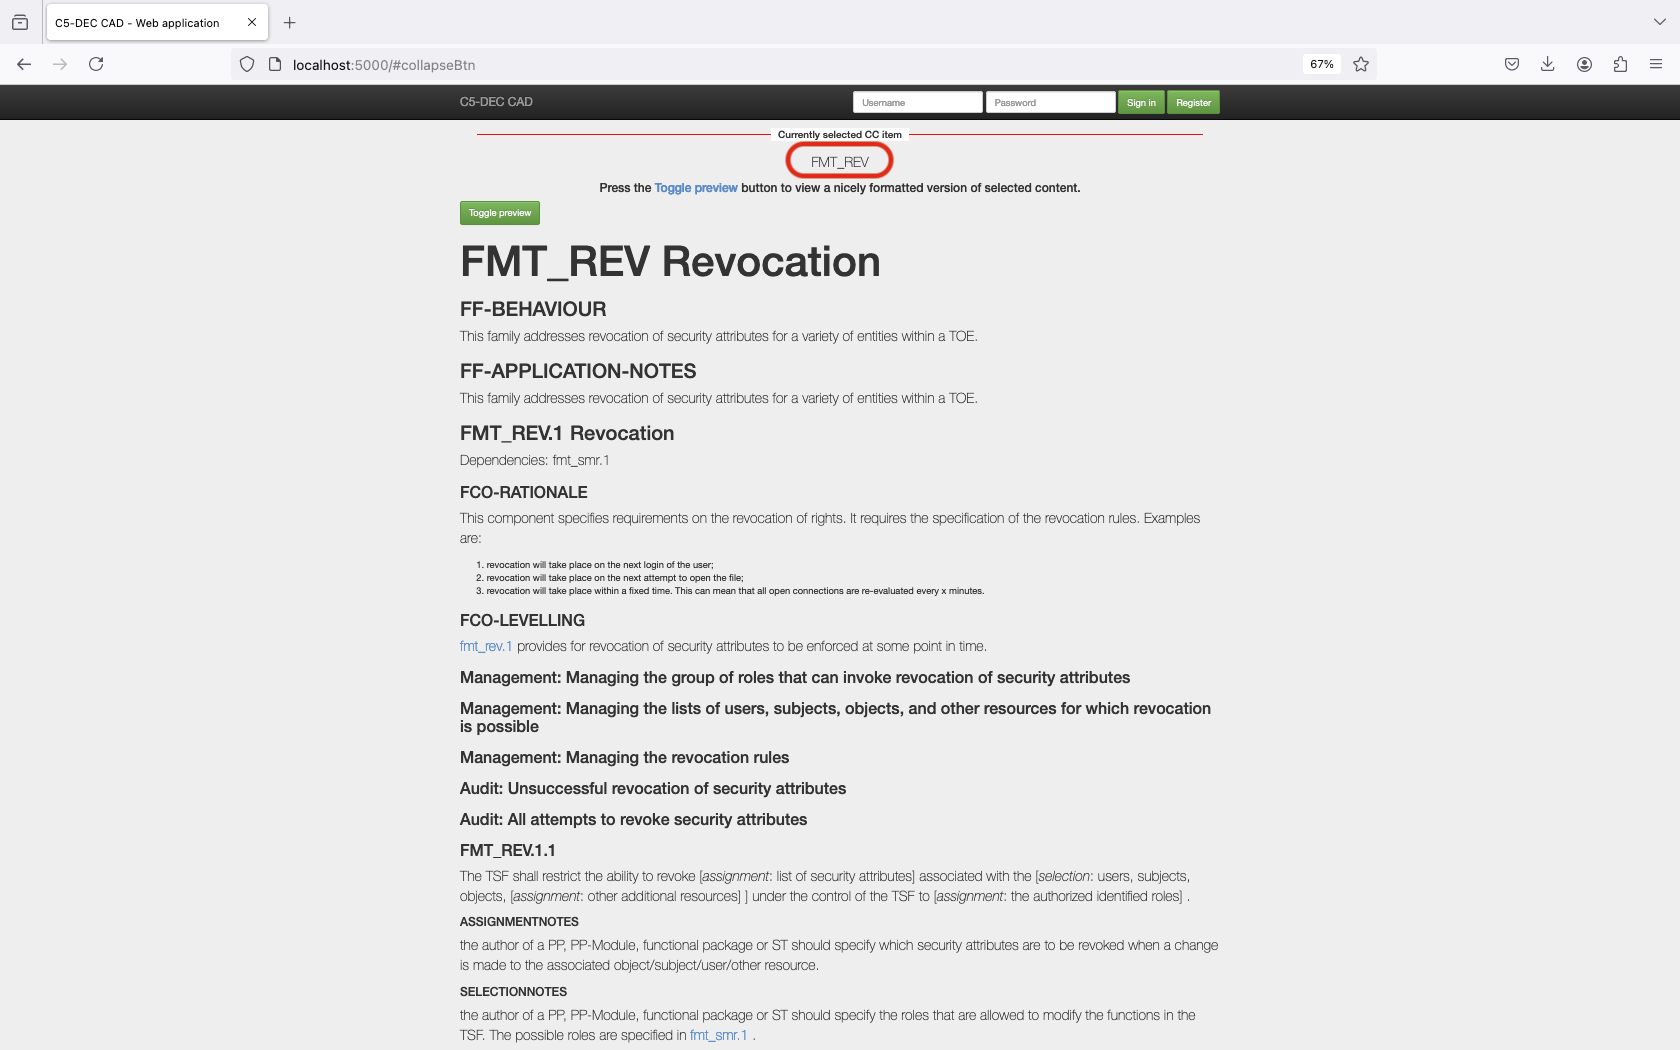 C5-DEC CAD - Web application
localhost:5000/#collapseBtn
67%
C5-DEC CAD
Username
Password
Sign in
Register
Currently selected CC item
FMT_REV
Press the Toggle preview button to view a nicely formatted version of selected content.
Toggle preview
FMT_REV Revocation
FF-BEHAVIOUR
This family addresses revocation of security attributes for a variety of entities within a TOE.
FF-APPLICATION-NOTES
This family addresses revocation of security attributes for a variety of entities within a TOE.
FMT_REV.1 Revocation
Dependencies: fmt_smr.1
FCO-RATIONALE
This component specifies requirements on the revocation of rights. It requires the specification of the revocation rules. Examples
are:
1. revocation will take place on the next login of the user;
2. revocation will take place on the next attempt to open the file;
3. revocation will take place within a fixed time. This can mean that all open connections are re-evaluated every x minutes.
FCO-LEVELLING
fmt_rev.1 provides for revocation of security attributes to be enforced at some point in time.
Management: Managing the group of roles that can invoke revocation of security attributes
Management: Managing the lists of users, subjects, objects, and other resources for which revocation
is possible
Management: Managing the revocation rules
Audit: Unsuccessful revocation of security attributes
Audit: All attempts to revoke security attributes
FMT_REV.1.1
The TSF shall restrict the ability to revoke [assignment: list of security attributes] associated with the [selection: users, subjects,
objects, [assignment: other additional resources] ] under the control of the TSF to [assignment: the authorized identified roles] .
ASSIGNMENTNOTES
the author of a PP, PP-Module, functional package or ST should specify which security attributes are to be revoked when a change
is made to the associated object/subject/user/other resource.
SELECTIONNOTES
the author of a PP, PP-Module, functional package or ST should specify the roles that are allowed to modify the functions in the
TSF. The possible roles are specified in fmt_smr.1 .